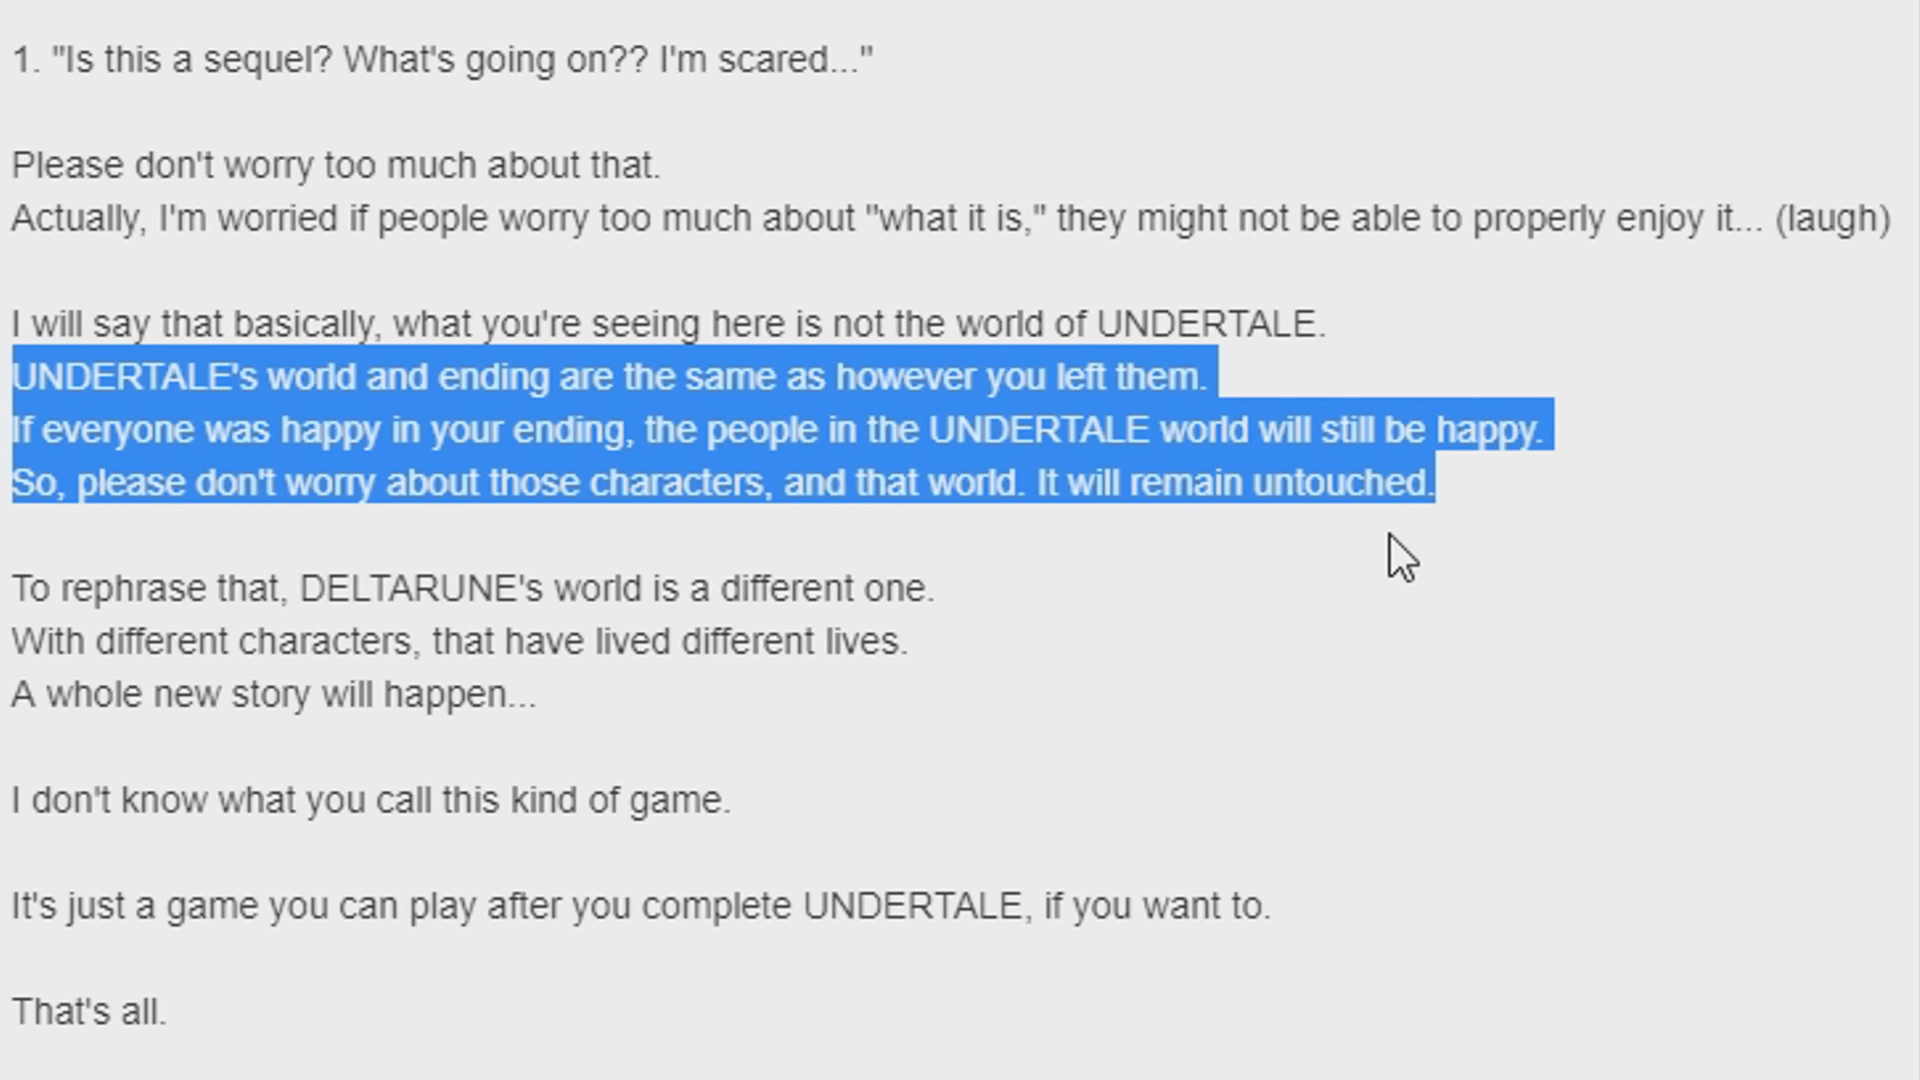 1. "Is this a sequel? What's going on?? I'm scared..."
Please don't worry too much about that.
Actually, I'm worried if people worry too much about "what it is," they might not be able to properly enjoy it... (laugh)
I will say that basically, what you're seeing here is not the world of UNDERTALE.
UNDERTALE's world and ending are the same as however you left them.
If everyone was happy in your ending, the people in the UNDERTALE world will still be happy.
So, please don't worry about those characters, and that world. It will remain untouched.
To rephrase that, DELTARUNE's world is a different one.
With different characters, that have lived different lives.
A whole new story will happen...
I don't know what you call this kind of game.
It's just a game you can play after you complete UNDERTALE, if you want to.
That's all.